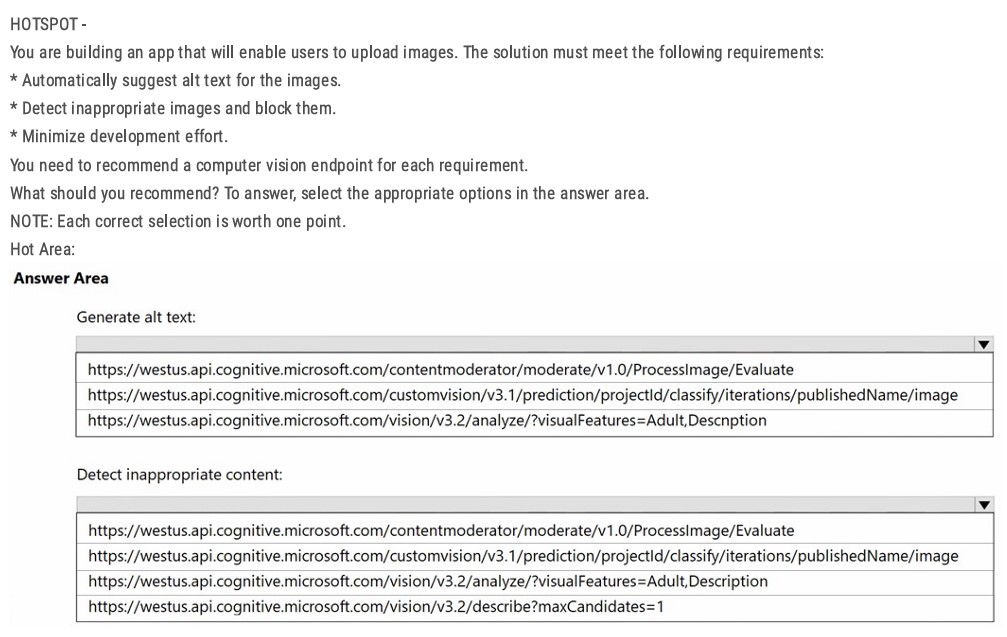 HOTSPOT -
You are building an app that will enable users to upload images. The solution must meet the following requirements:
* Automatically suggest alt text for the images.
* Detect inappropriate images and block them.
* Minimize development effort.
You need to recommend a computer vision endpoint for each requirement.
What should you recommend? To answer, select the appropriate options in the answer area.
NOTE: Each correct selection is worth one point.
Hot Area:
Answer Area
Generate alt text:
https://westus.api.cognitive.microsoft.com/contentmoderator/moderate/v1.0/ProcessImage/Evaluate
https://westus.api.cognitive.microsoft.com/customvision/v3.1/prediction/projectId/classify/iterations/publishedName/image
https://westus.api.cognitive.microsoft.com/vision/v3.2/analyze/?visualFeatures=Adult,Descnption
Detect inappropriate content:
https://westus.api.cognitive.microsoft.com/contentmoderator/moderate/v1.0/ProcessImage/Evaluate
https://westus.api.cognitive.microsoft.com/customvision/v3.1/prediction/projectId/classify/iterations/publishedName/image
https://westus.api.cognitive.microsoft.com/vision/v3.2/analyze/?visualFeatures=Adult,Description
https://westus.api.cognitive.microsoft.com/vision/v3.2/describe?maxCandidates=1